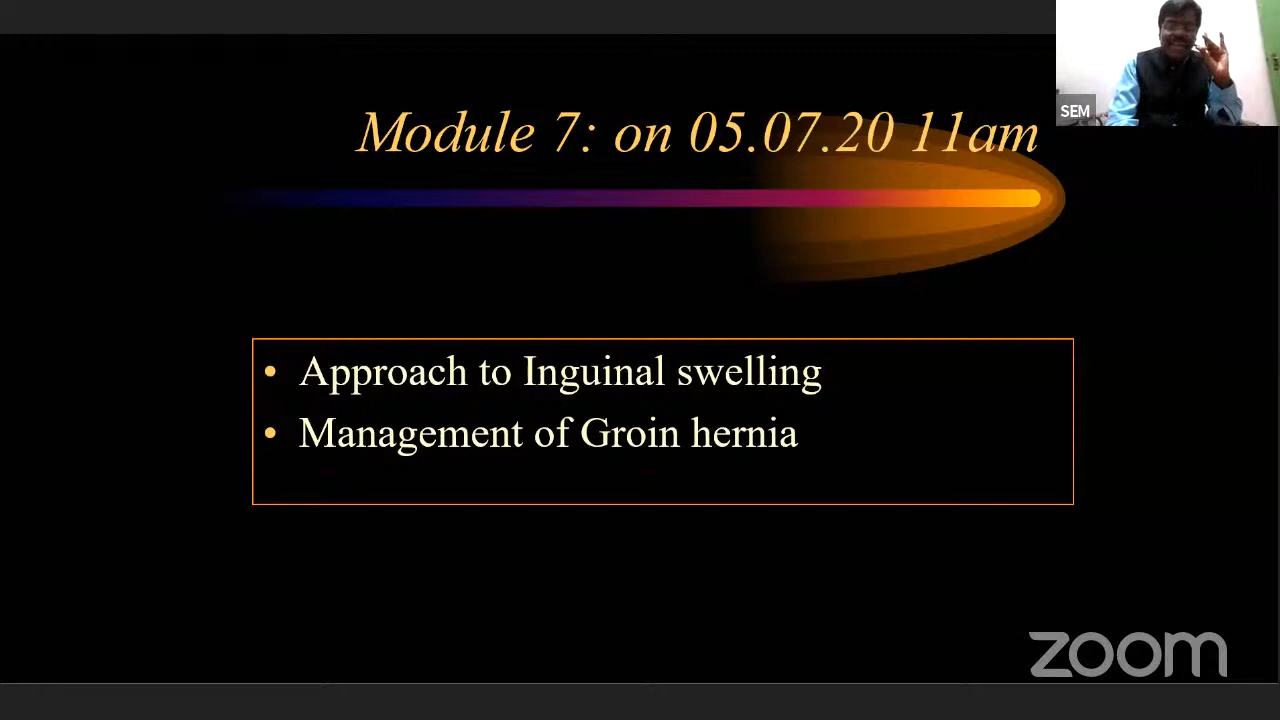 SEM
Module 7: on 05.07.20 11am
• Approach to Inguinal swelling
• Management of Groin hernia
zoom